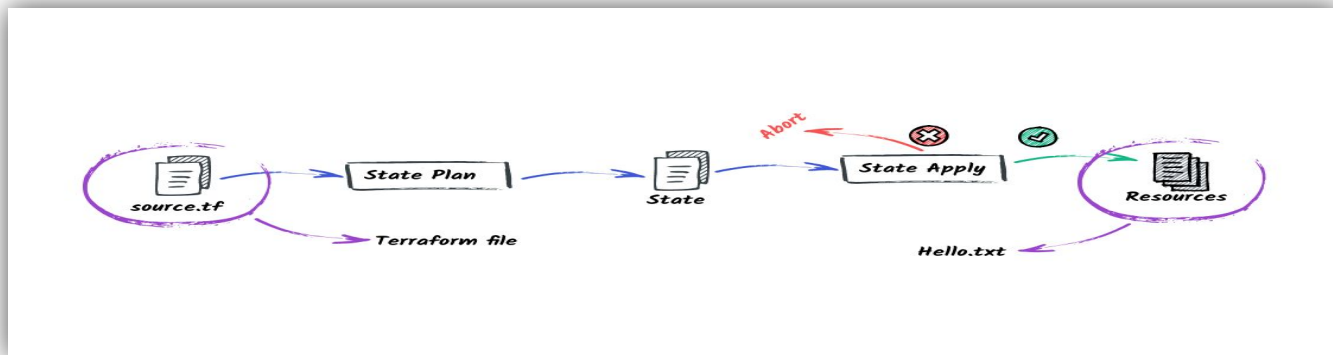 Abort
source.tf
State Plan
State
State Apply
Resources
Terraform file
Hello.txt